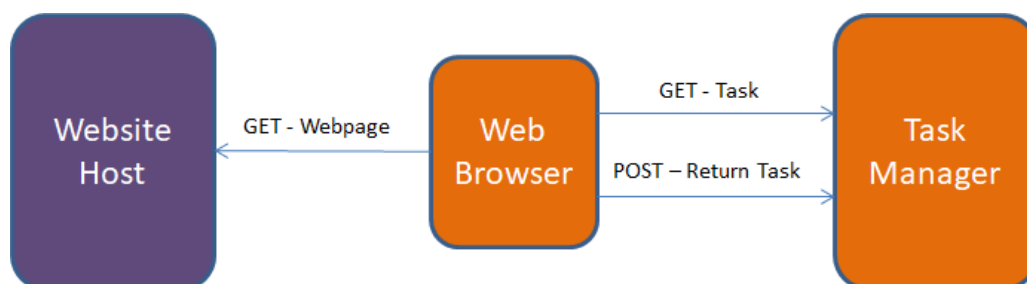 Website
Host
GET - Webpage
Web
Browser
GET - Task
POST – Return Task
Task
Manager